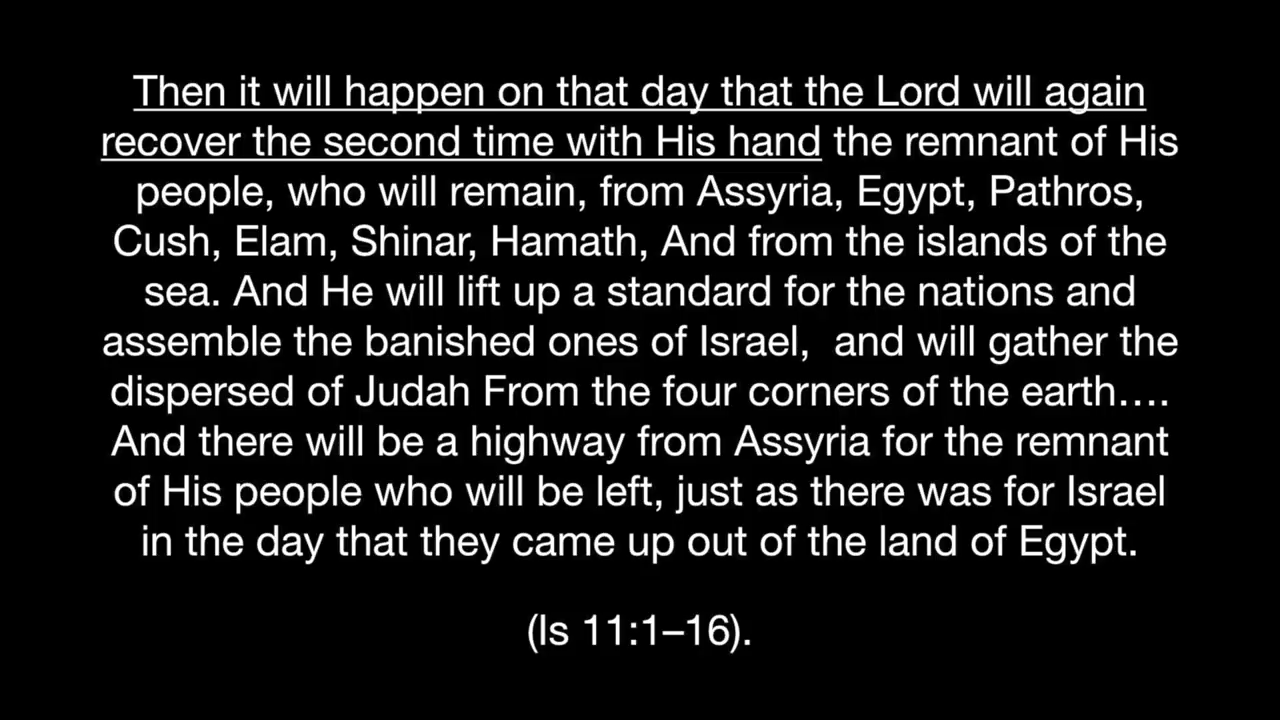 Then it will happen on that day that the Lord will again
recover the second time with His hand the remnant of His
people, who will remain, from Assyria, Egypt, Pathros,
Cush, Elam, Shinar, Hamath, And from the islands of the
sea. And He will lift up a standard for the nations and
assemble the banished ones of Israel,  and will gather the
dispersed of Judah From the four corners of the earth….
And there will be a highway from Assyria for the remnant
of His people who will be left, just as there was for Israel
in the day that they came up out of the land of Egypt.
(Is 11:1–16).